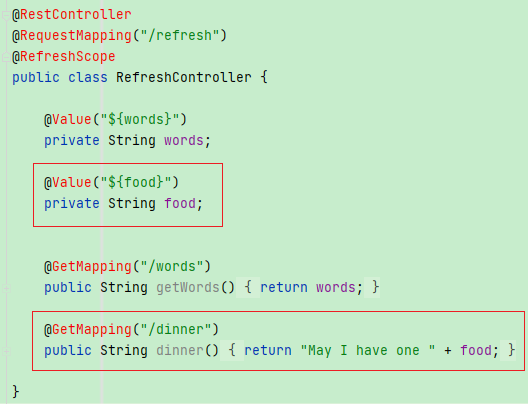 @RestController
@RequestMapping("/refresh")
@RefreshScope
public class RefreshController {
@Value("${words}")
private String words;
@Value("${food}")
private String food;
@GetMapping("/words")
public String getWords() { return words; }
@GetMapping("/dinner")
public String dinner() { return "May I have one " + food; }
}